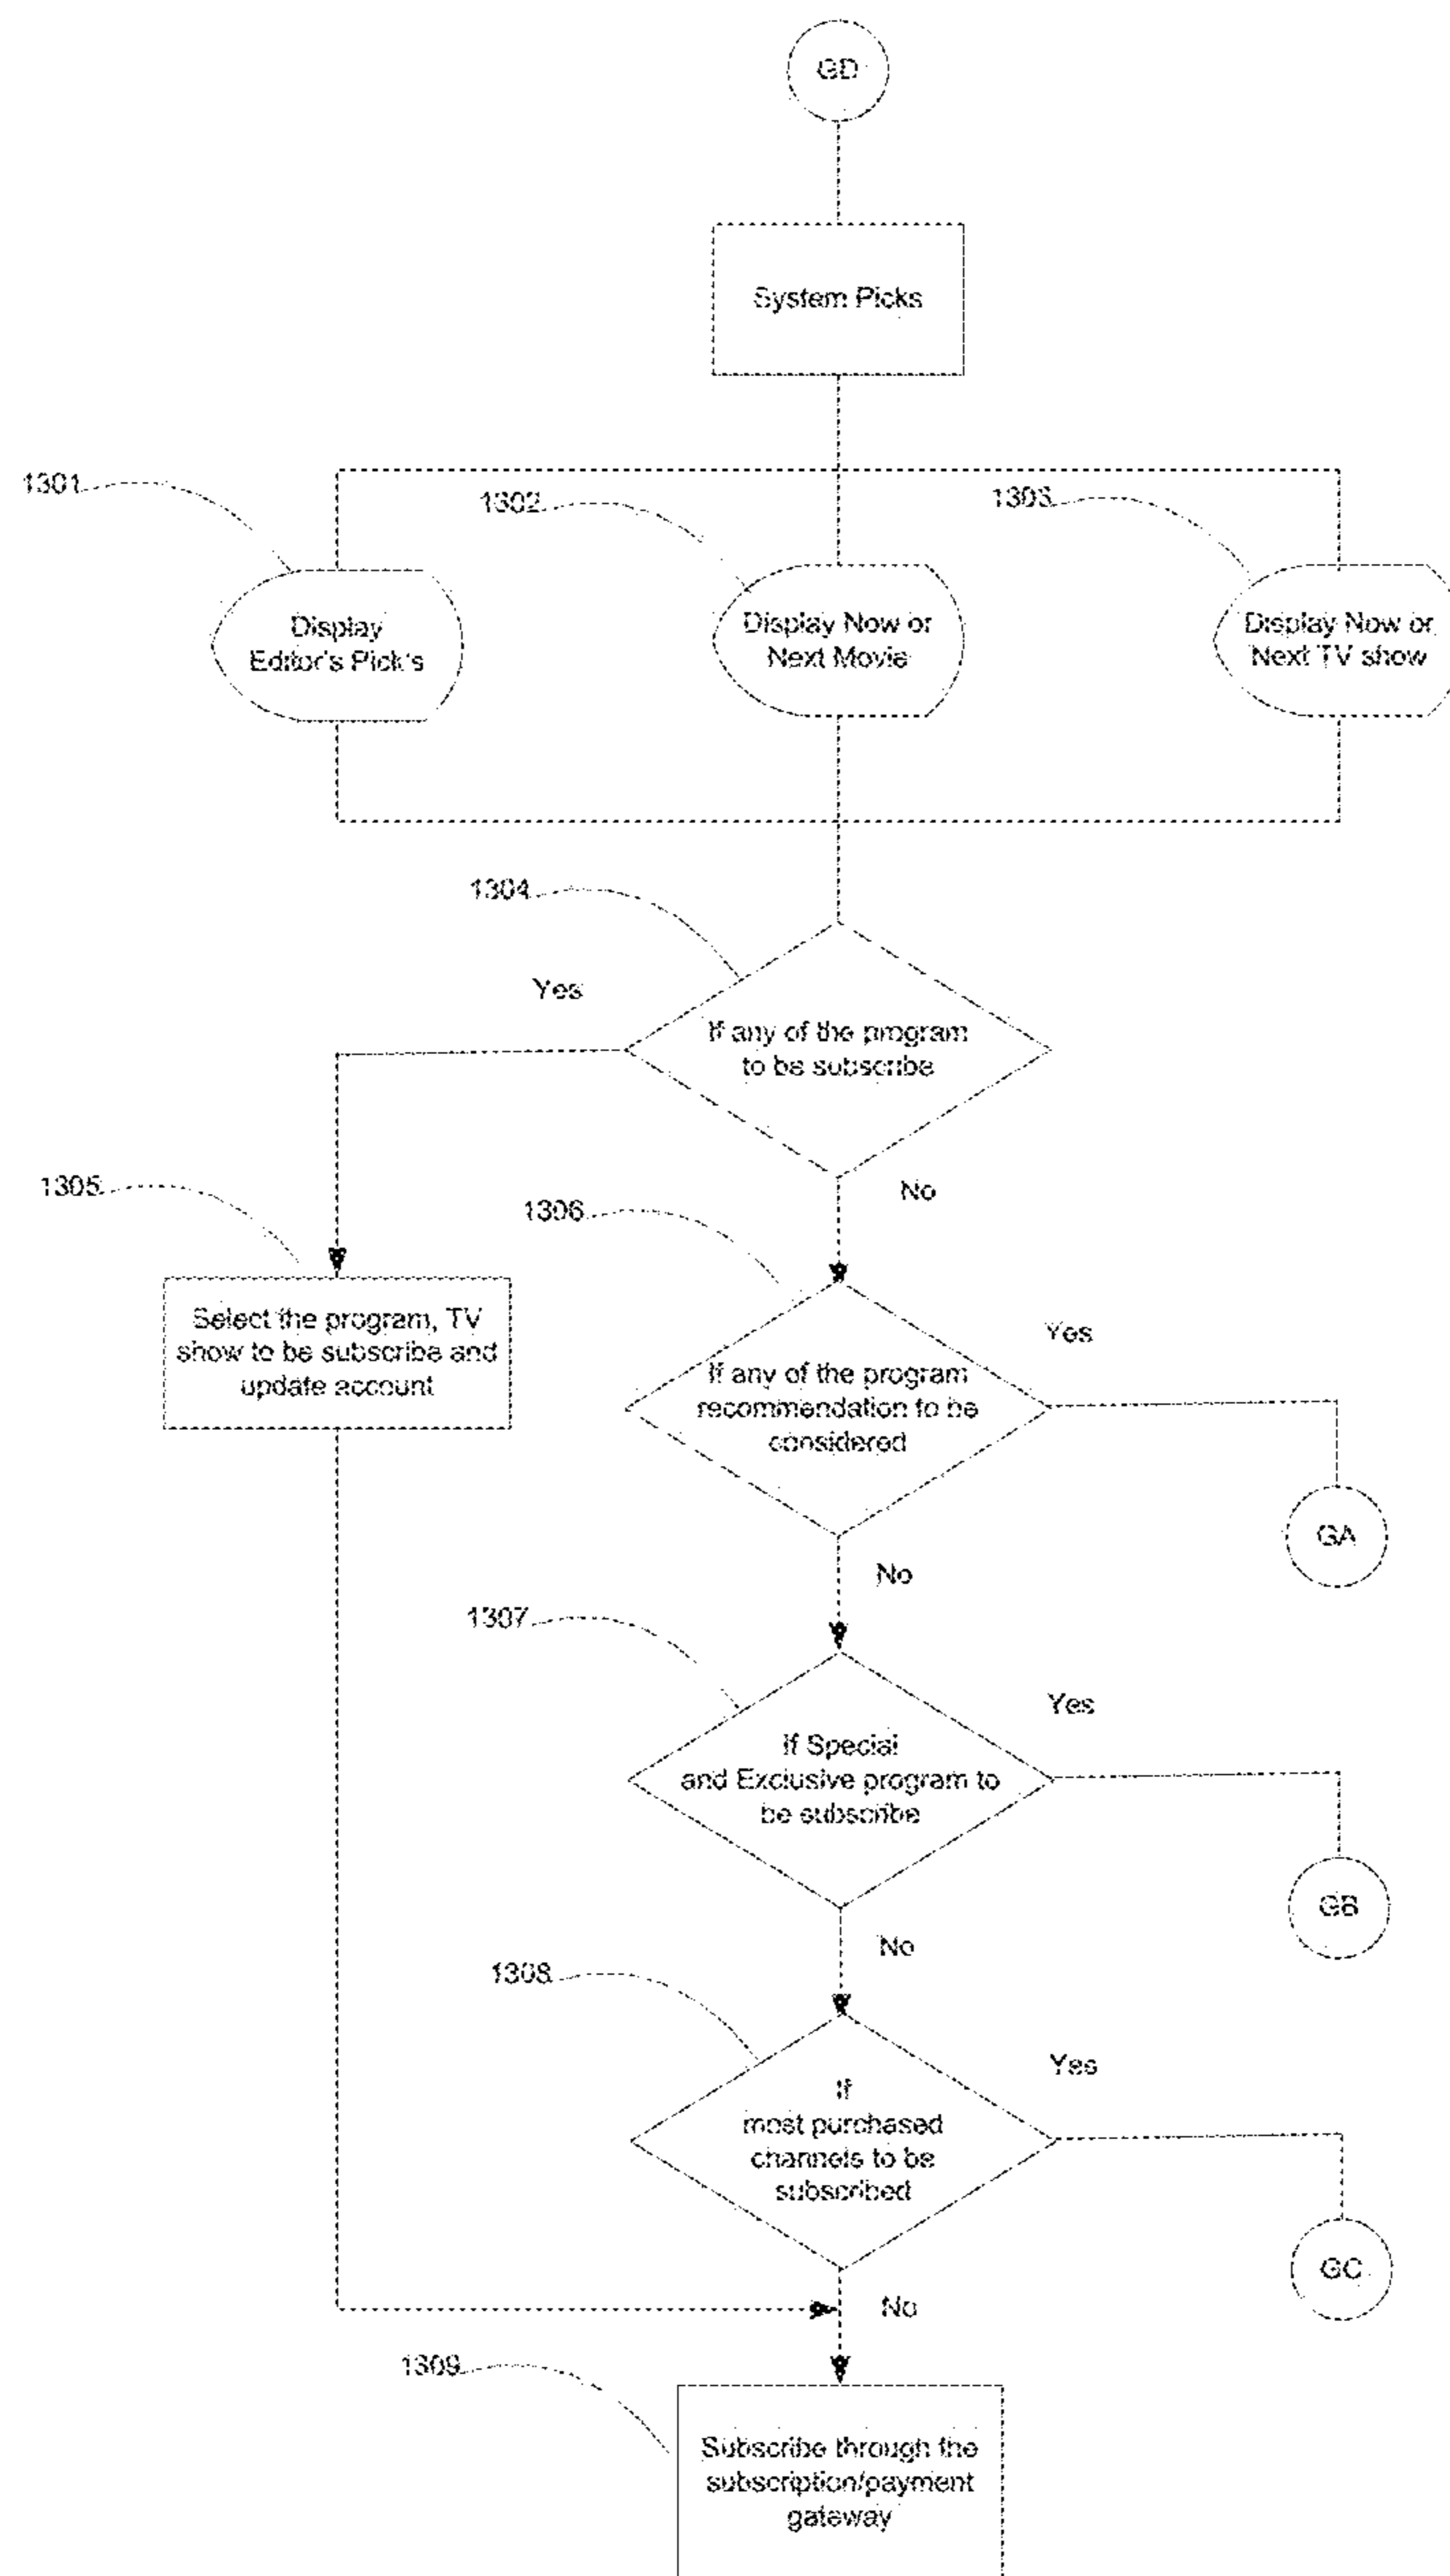 GD
System Picks
1301
1302
1303
Display
Editor's Pick's
Display Now or
Next Movie
Display Now or
Next TV show
1304
Yes
If any of the program
to be subscribe
No
1305
1306
Select the program, TV
show to be subscribe and
update account
Yes
If any of the program
recommendation to be
considered
GA
No
1307
Yes
If Special
and Exclusive program to
be subscribe
GB
No
1308
Yes
If
most purchased
channels to be
subscribed
GC
No
1309
Subscribe through the
subscription/payment
gateway